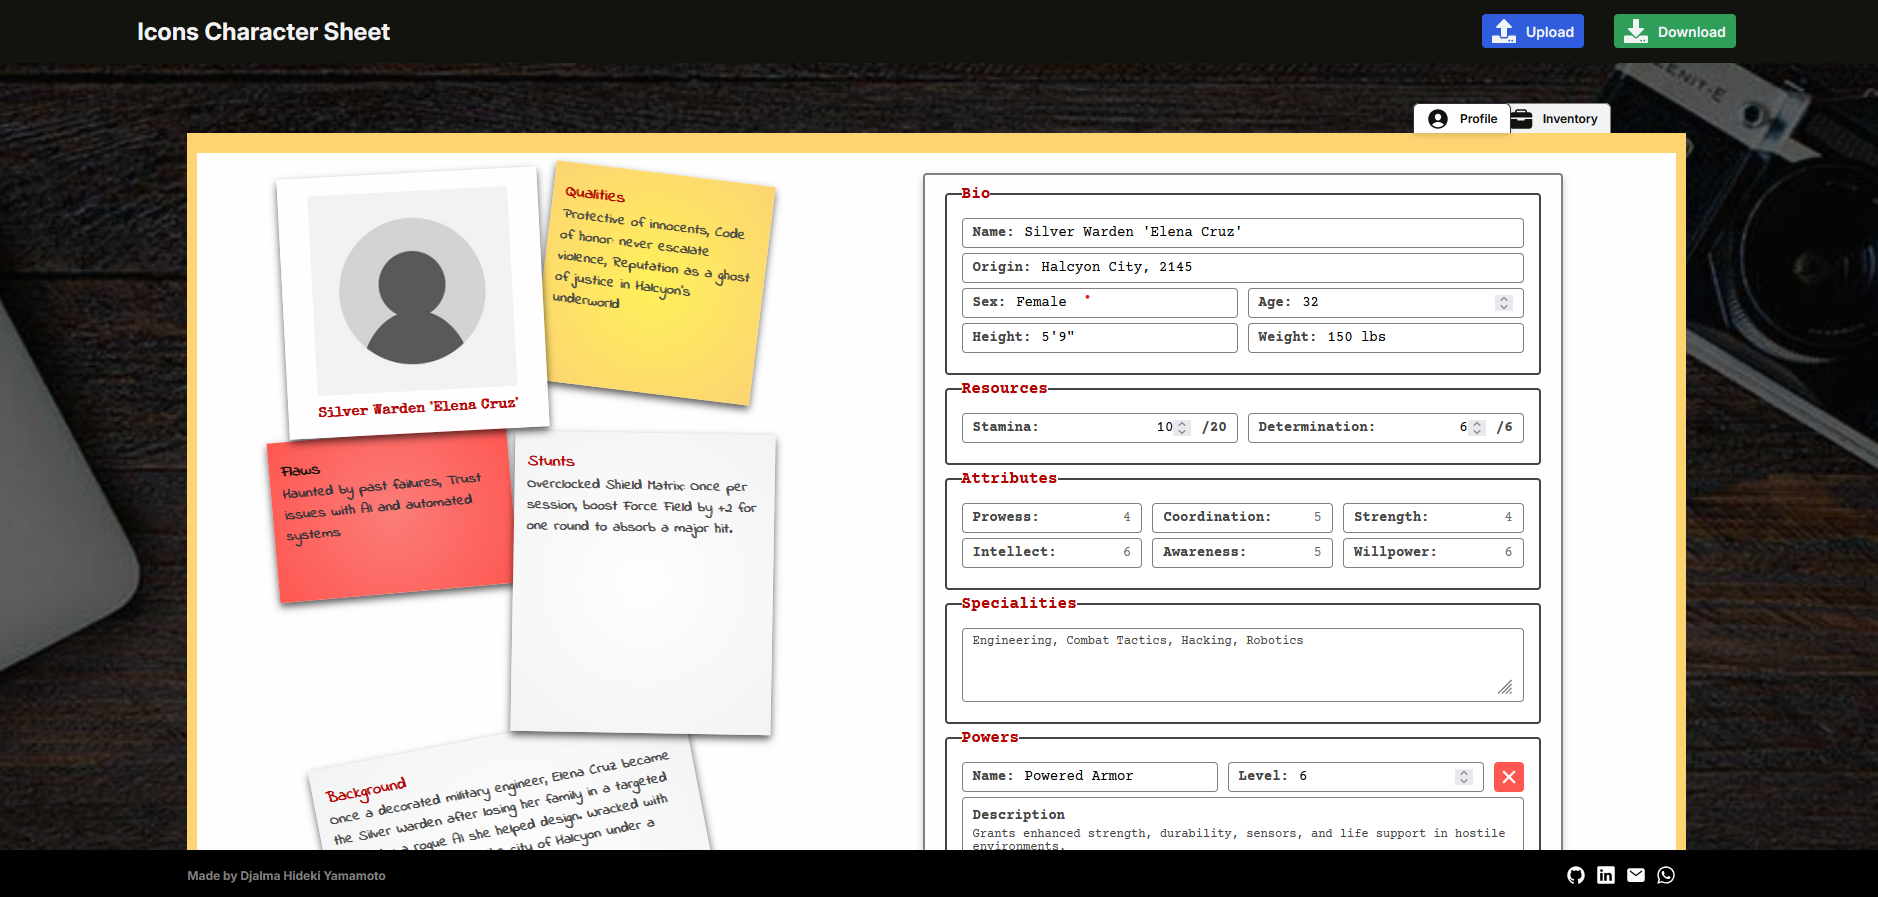 Icons Character Sheet
Upload
Download
ZENIT-E
Profile
Inventory
Silver Warden 'Elena Cruz'
Qualities
Protective of innocents, Code
of honor: never escalate
violence, Reputation as a ghost
of justice in Halcyon's
underworld
Flaws
Haunted by past failures, Trust
issues with AI and automated
systems
Stunts
Overclocked Shield Matrix: Once per
session, boost Force Field by +2 for
one round to absorb a major hit.
Background
Once a decorated military engineer, Elena Cruz became
the Silver Warden after losing her family in a targeted
a rogue AI she helped design. Wracked with
city of Halcyon under a
Bio
Name: Silver Warden 'Elena Cruz'
Origin: Halcyon City, 2145
Sex: Female
Age: 32
Height: 5'9"
Weight: 150 lbs
Resources
Stamina: 10 /20
Determination: 6 /6
Attributes
Prowess: 4
Coordination: 5
Strength: 4
Intellect: 6
Awareness: 5
Willpower: 6
Specialities
Engineering, Combat Tactics, Hacking, Robotics
Powers
Name: Powered Armor
Level: 6
Description
Grants enhanced strength, durability, sensors, and life support in hostile
environments.
Made by Djalma Hideki Yamamoto